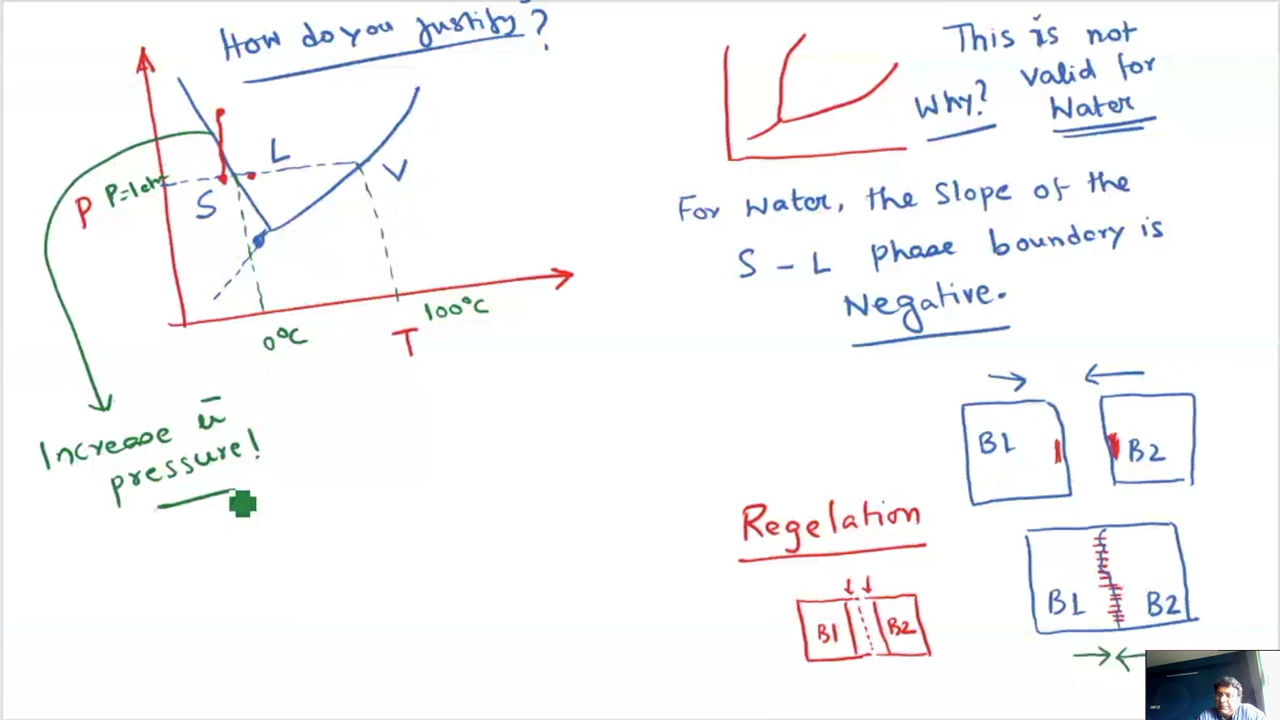 How do you justify?
L
S
V
P
P=1atm
0°C
100°C
T
Increase in
pressure!
This is not
Why? valid for
Water
For water, the slope of the
S - L phase boundary is
Negative.
B1
B2
Regelation
B1
B2
B1
B2